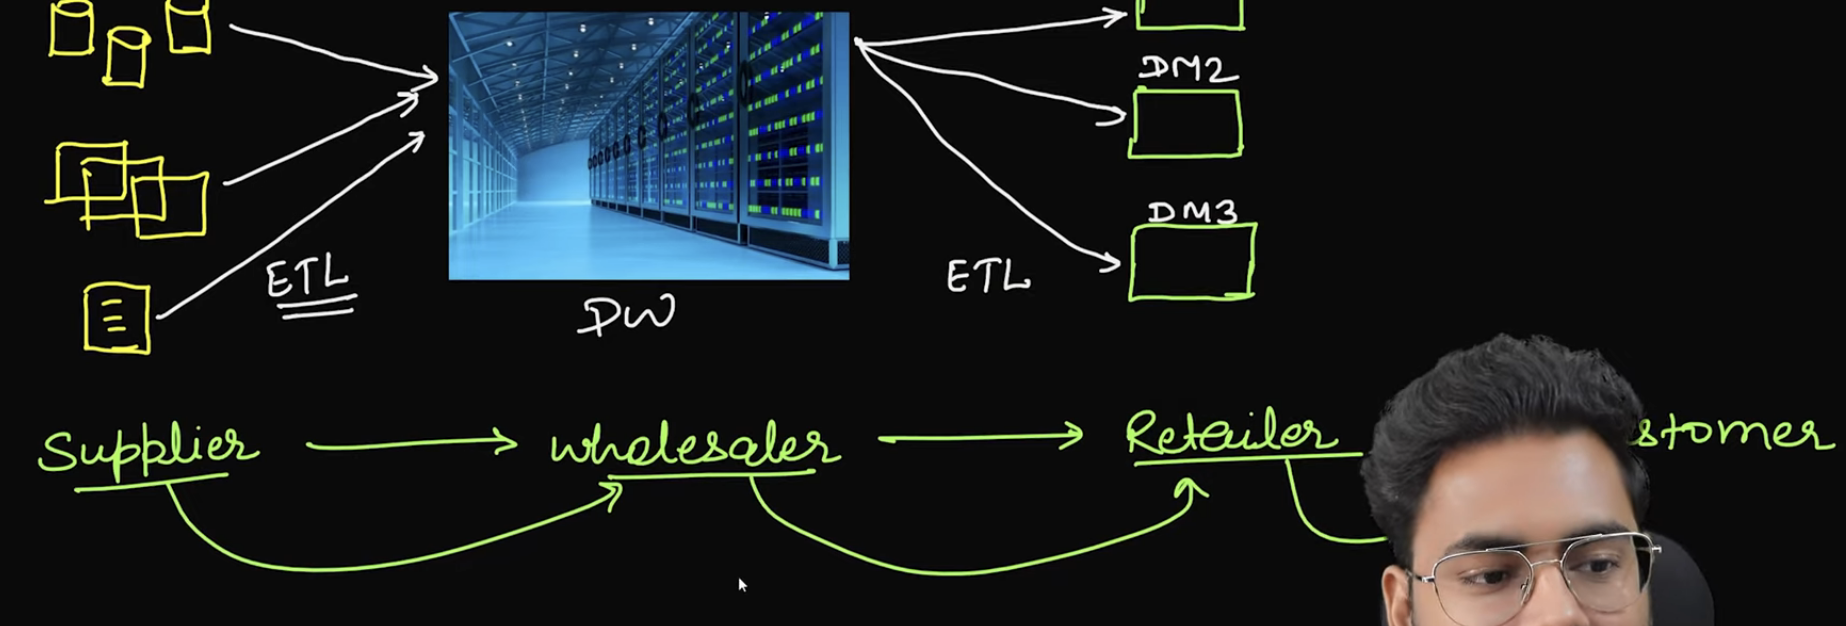 DM2
DM3
ETL
ETL
DW
Supplier
wholesaler
Retailer
stomer